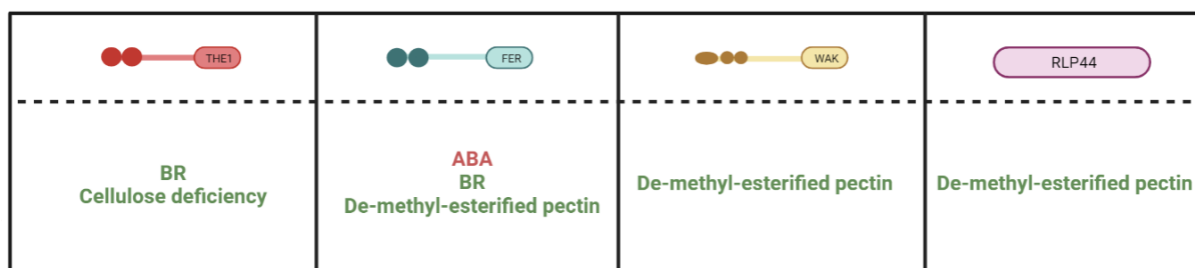 THE1
FER
WAK
RLP44
BR
Cellulose deficiency
ABA
BR
De-methyl-esterified pectin
De-methyl-esterified pectin
De-methyl-esterified pectin